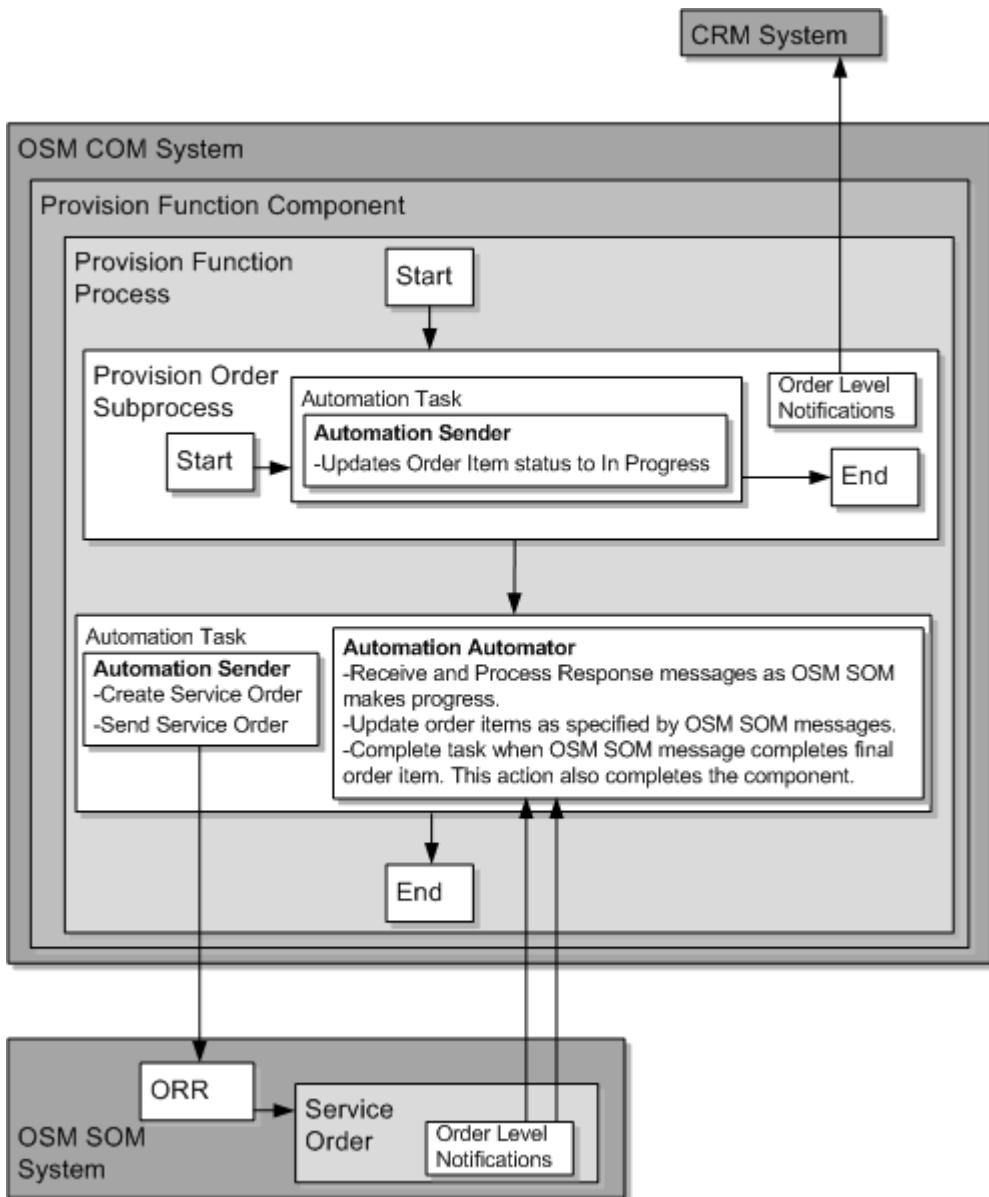 CRM System
OSM COM System
Provision Function Component
Provision Function
Process
Start
Provision Order
Subprocess
Start
Automation Task
Automation Sender
-Updates Order Item status to In Progress
Order Level
Notifications
End
Automation Task
Automation Sender
-Create Service Order
-Send Service Order
Automation Automator
-Receive and Process Response messages as OSM SOM
makes progress.
-Update order items as specified by OSM SOM messages.
-Complete task when OSM SOM message completes final
order item. This action also completes the component.
End
ORR
OSM SOM
System
Service
Order
Order Level
Notifications